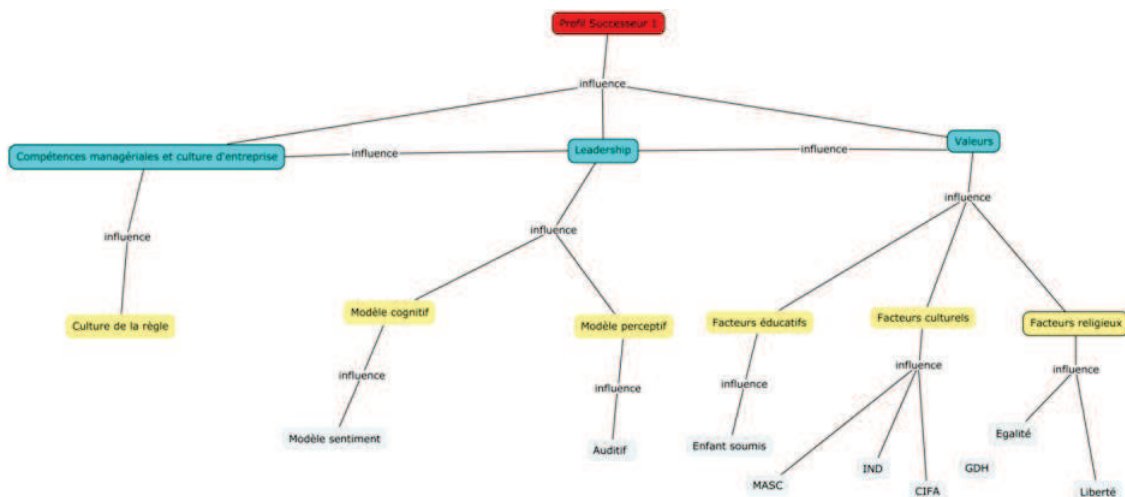 Profil Successeur 1
influence
Compétences managériales et culture d'entreprise
influence
Leadership
influence
Valeurs
influence
influence
influence
Culture de la règle
Modèle cognitif
Modèle perceptif
Facteurs éducatifs
Facteurs culturels
Facteurs religieux
influence
influence
influence
influence
influence
Modèle sentiment
Auditif
Enfant soumis
MASC
IND
CIFA
GDH
Egalité
Liberté